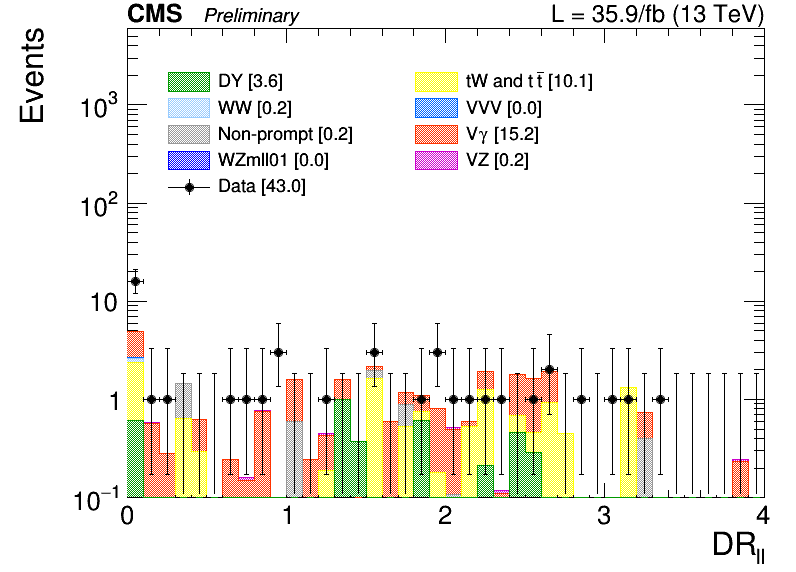 CMS Preliminary L = 35.9/fb (13 TeV)
Events
DY [3.6] tW and tt̅ [10.1]
WW [0.2] VVV [0.0]
Non-prompt [0.2] Vγ [15.2]
WZmll01 [0.0] VZ [0.2]
Data [43.0]
10³
10²
10
1
10⁻¹
0 1 2 3 4
DR_ll